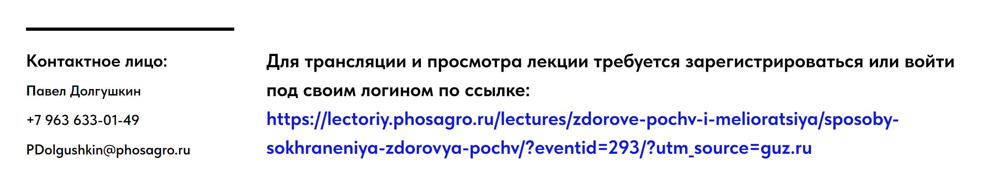 Контактное лицо:
Павел Долгушкин
+7 963 633-01-49
PDolgushkin@phosagro.ru
Для трансляции и просмотра лекции требуется зарегистрироваться или войти
под своим логином по ссылке:
https://lectoriy.phosagro.ru/lectures/zdorove-pochv-i-melioratsiya/sposoby-
sokhraneniya-zdorovya-pochv/?eventid=293/?utm_source=guz.ru